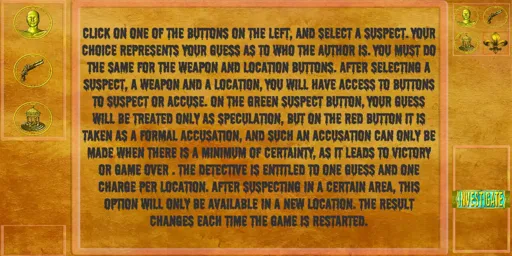 CLICK ON ONE OF THE BUTTONS ON THE LEFT, AND SELECT A SUSPECT. YOUR
CHOICE REPRESENTS YOUR GUESS AS TO WHO THE AUTHOR IS. YOU MUST DO
THE SAME FOR THE WEAPON AND LOCATION BUTTONS. AFTER SELECTING A
SUSPECT, A WEAPON AND A LOCATION, YOU WILL HAVE ACCESS TO BUTTONS
TO SUSPECT OR ACCUSE. ON THE GREEN SUSPECT BUTTON, YOUR GUESS
WILL BE TREATED ONLY AS SPECULATION, BUT ON THE RED BUTTON IT IS
TAKEN AS A FORMAL ACCUSATION, AND SUCH AN ACCUSATION CAN ONLY BE
MADE WHEN THERE IS A MINIMUM OF CERTAINTY, AS IT LEADS TO VICTORY
OR GAME OVER . THE DETECTIVE IS ENTITLED TO ONE GUESS AND ONE
CHARGE PER LOCATION. AFTER SUSPECTING IN A CERTAIN AREA, THIS
OPTION WILL ONLY BE AVAILABLE IN A NEW LOCATION. THE RESULT
CHANGES EACH TIME THE GAME IS RESTARTED.
INVESTIGATE